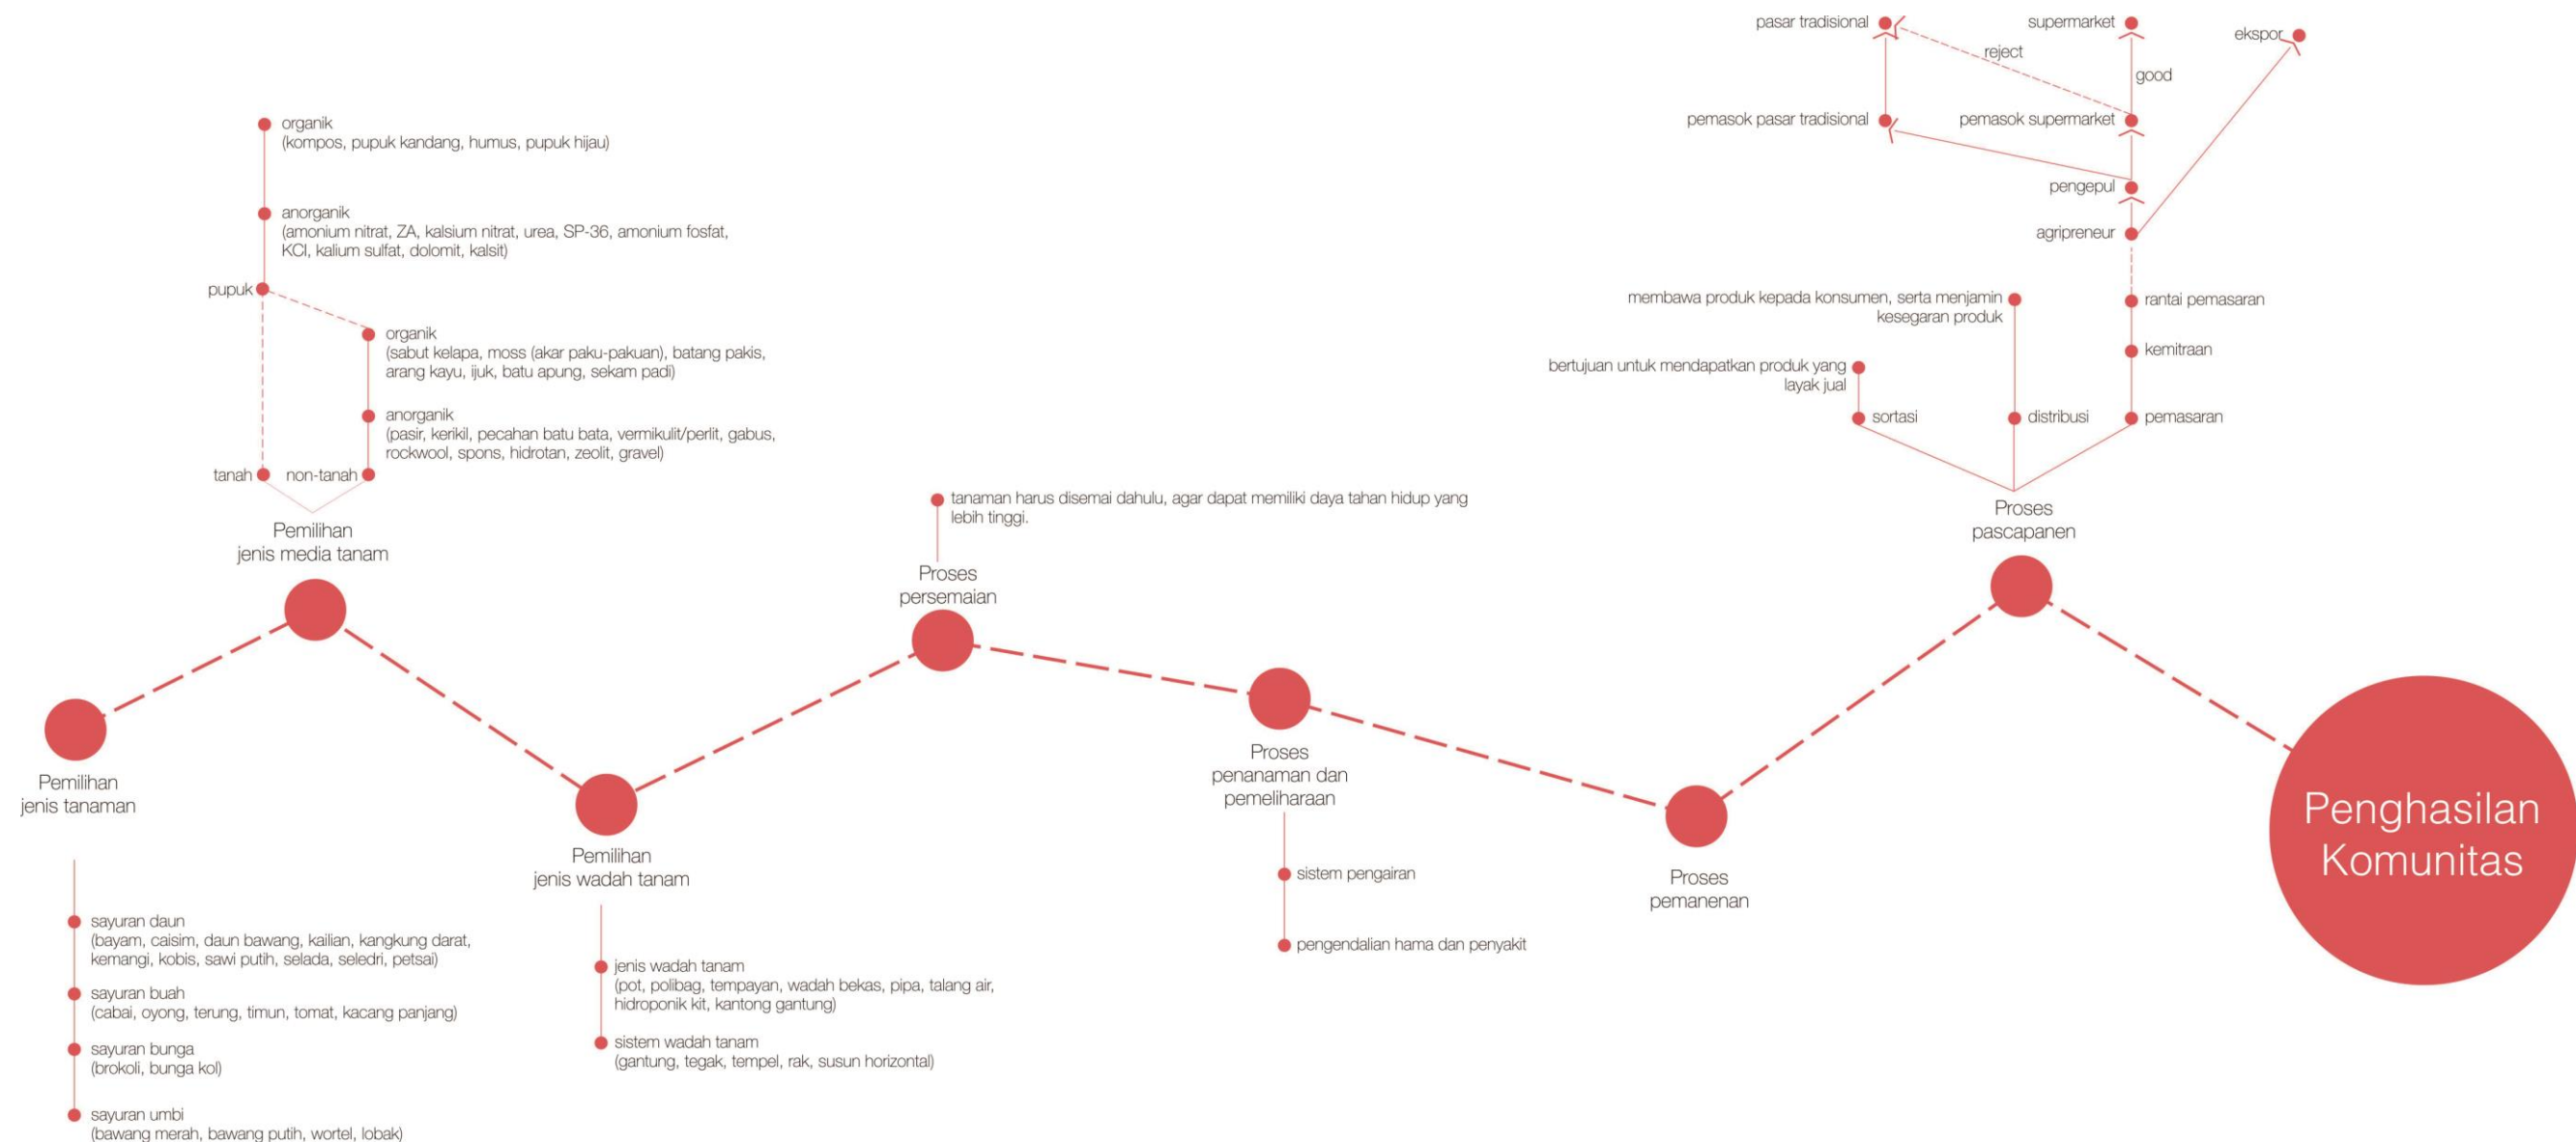 organik
(kompos, pupuk kandang, humus, pupuk hijau)
anorganik
(amonium nitrat, ZA, kalsium nitrat, urea, SP-36, amonium fosfat,
KCl, kalium sulfat, dolomit, kalsit)
pupuk
organik
(sabut kelapa, moss (akar paku-pakuan), batang pakis,
arang kayu, ijuk, batu apung, sekam padi)
anorganik
(pasir, kerikil, pecahan batu bata, vermikulit/perlit, gabus,
rockwool, spons, hidrotan, zeolit, gravel)
tanah
non-tanah
Pemilihan
jenis media tanam
Pemilihan
jenis tanaman
sayuran daun
(bayam, caisim, daun bawang, kailian, kangkung darat,
kemangi, kobis, sawi putih, selada, seledri, petsai)
sayuran buah
(cabai, oyong, terung, timun, tomat, kacang panjang)
sayuran bunga
(brokoli, bunga kol)
sayuran umbi
(bawang merah, bawang putih, wortel, lobak)
Pemilihan
jenis wadah tanam
jenis wadah tanam
(pot, polibag, tempayan, wadah bekas, pipa, talang air,
hidroponik kit, kantong gantung)
sistem wadah tanam
(gantung, tegak, tempel, rak, susun horizontal)
tanaman harus disemai dahulu, agar dapat memiliki daya tahan hidup yang
lebih tinggi.
Proses
persemaian
Proses
penanaman dan
pemeliharaan
sistem pengairan
pengendalian hama dan penyakit
Proses
pemanenan
pasar tradisional
supermarket
ekspor
reject
good
pemasok pasar tradisional
pemasok supermarket
pengepul
agripreneur
membawa produk kepada konsumen, serta menjamin
kesegaran produk
rantai pemasaran
kemitraan
bertujuan untuk mendapatkan produk yang
layak jual
sortasi
distribusi
pemasaran
Proses
pascapanen
Penghasilan
Komunitas